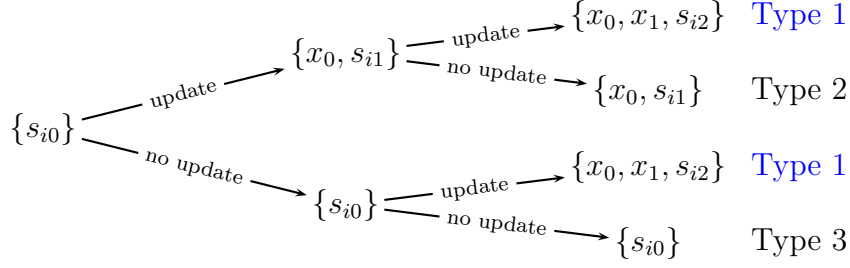 {x_0, x_1, s_{i2}} Type 1
update
{x_0, s_{i1}}
no update
update
{x_0, s_{i1}} Type 2
{s_{i0}}
no update
{x_0, x_1, s_{i2}} Type 1
update
{s_{i0}}
no update
{s_{i0}} Type 3